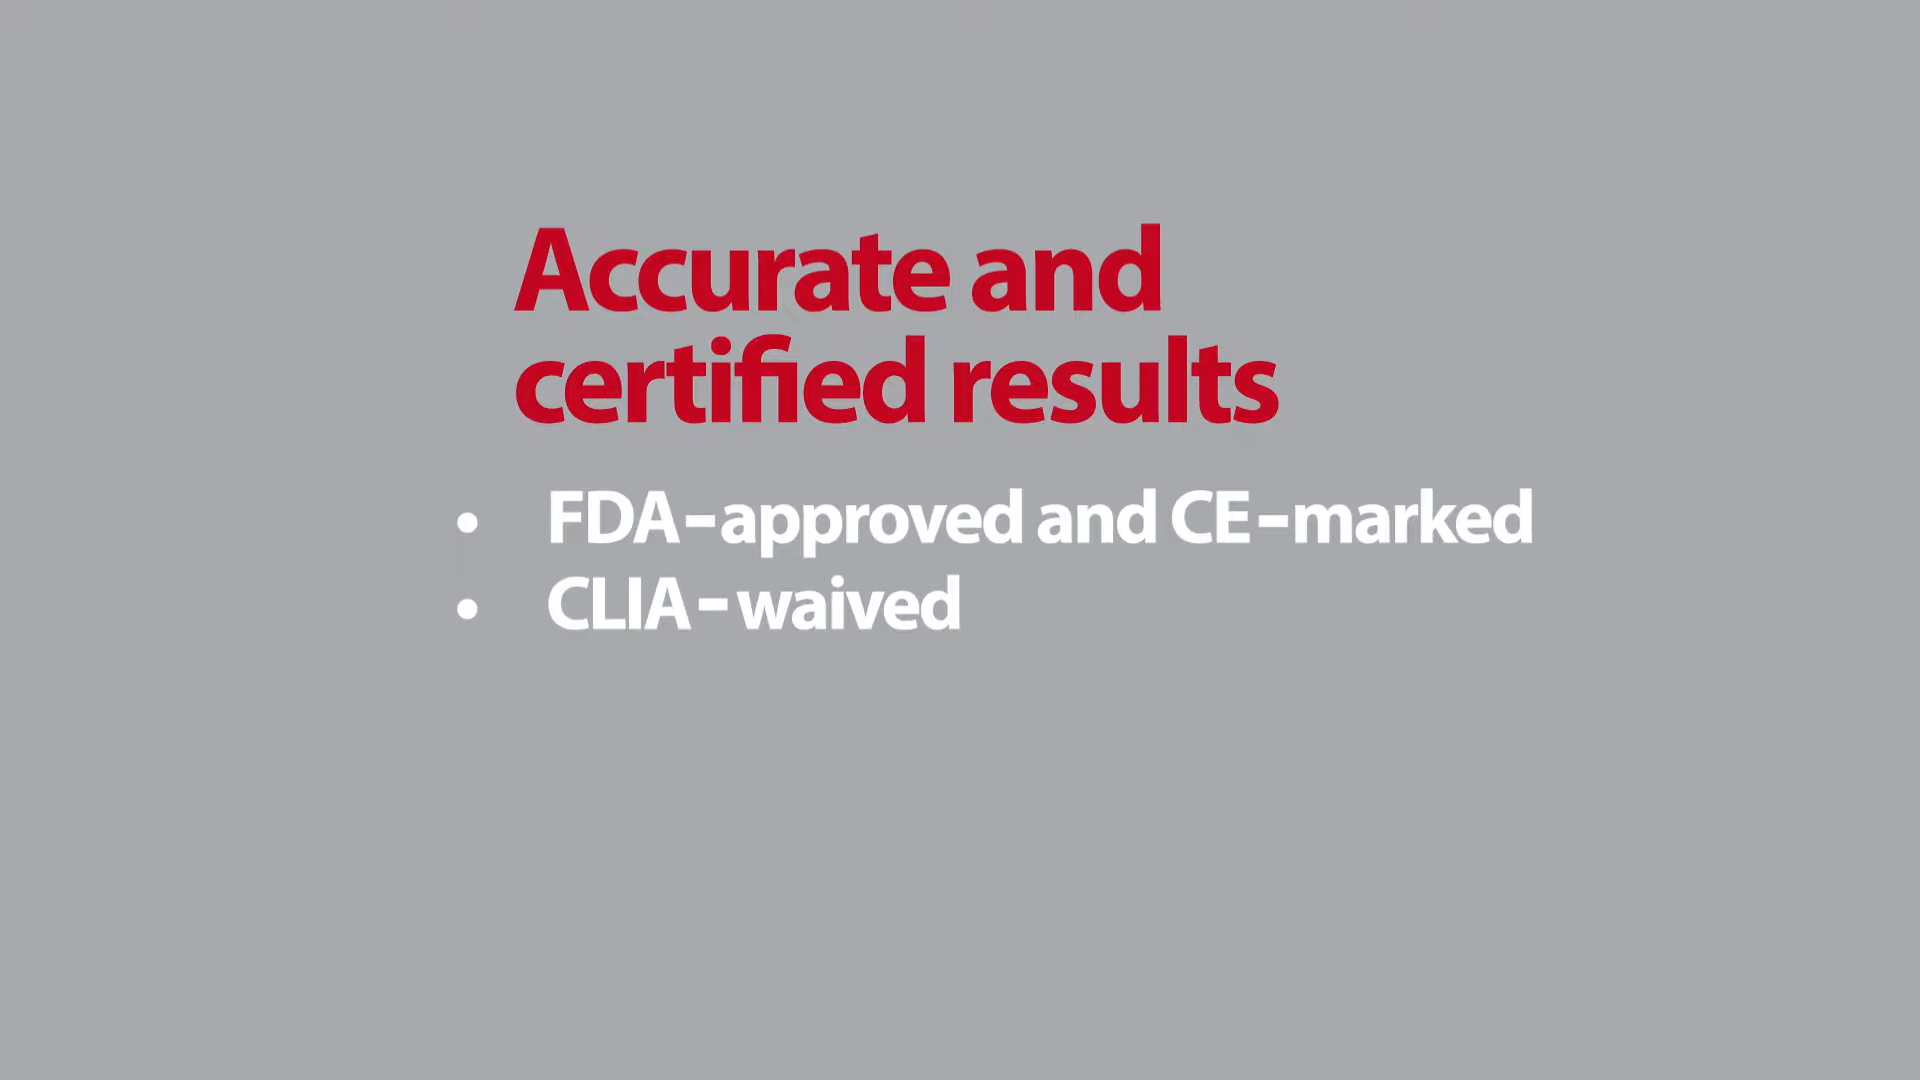 Accurate and
certified results
• FDA-approved and CE-marked
• CLIA-waived